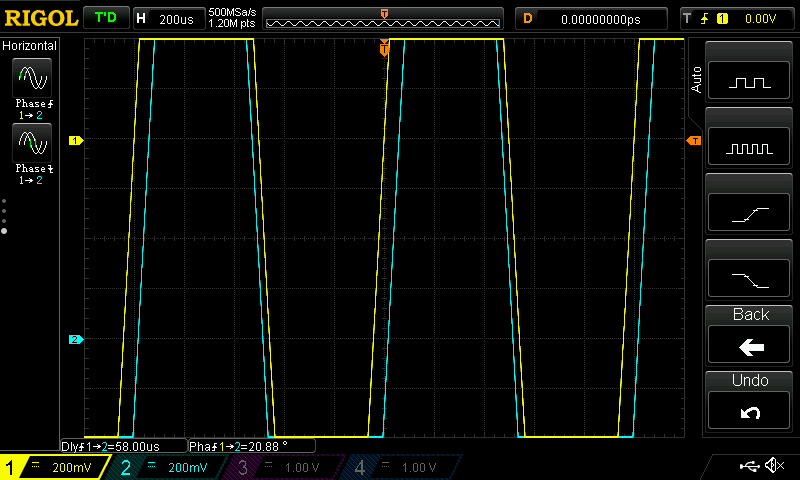 RIGOL T'D H 200us 500MSa/s 1.20M pts T D 0.00000000ps T 1 0.00V
Horizontal
T
Auto
Phase
1→2
1
T
Phase
1→2
2
Back
Undo
Dly 1→2=58.00us Pha 1→2=20.88 °
1 200mV 2 200mV 3 1.00 V 4 1.00 V